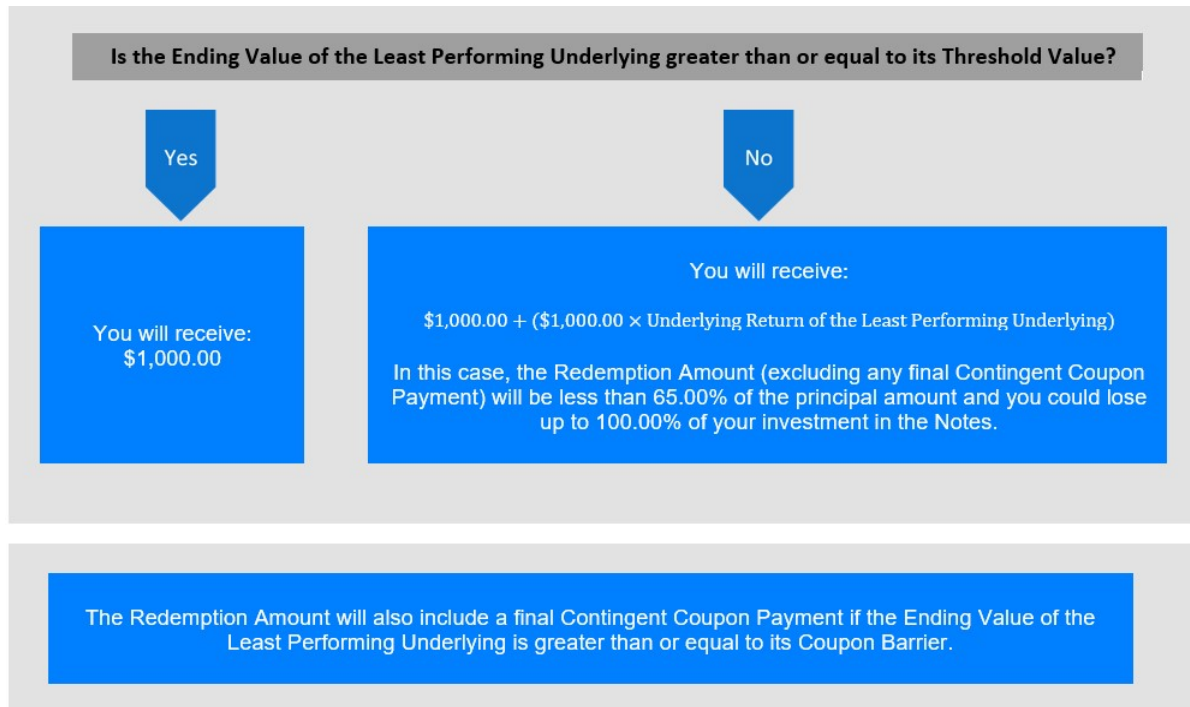 Is the Ending Value of the Least Performing Underlying greater than or equal to its Threshold Value?
Yes
No
You will receive:
$1,000.00
You will receive:
$1,000.00 + ($1,000.00 × Underlying Return of the Least Performing Underlying)
In this case, the Redemption Amount (excluding any final Contingent Coupon
Payment) will be less than 65.00% of the principal amount and you could lose
up to 100.00% of your investment in the Notes.
The Redemption Amount will also include a final Contingent Coupon Payment if the Ending Value of the
Least Performing Underlying is greater than or equal to its Coupon Barrier.